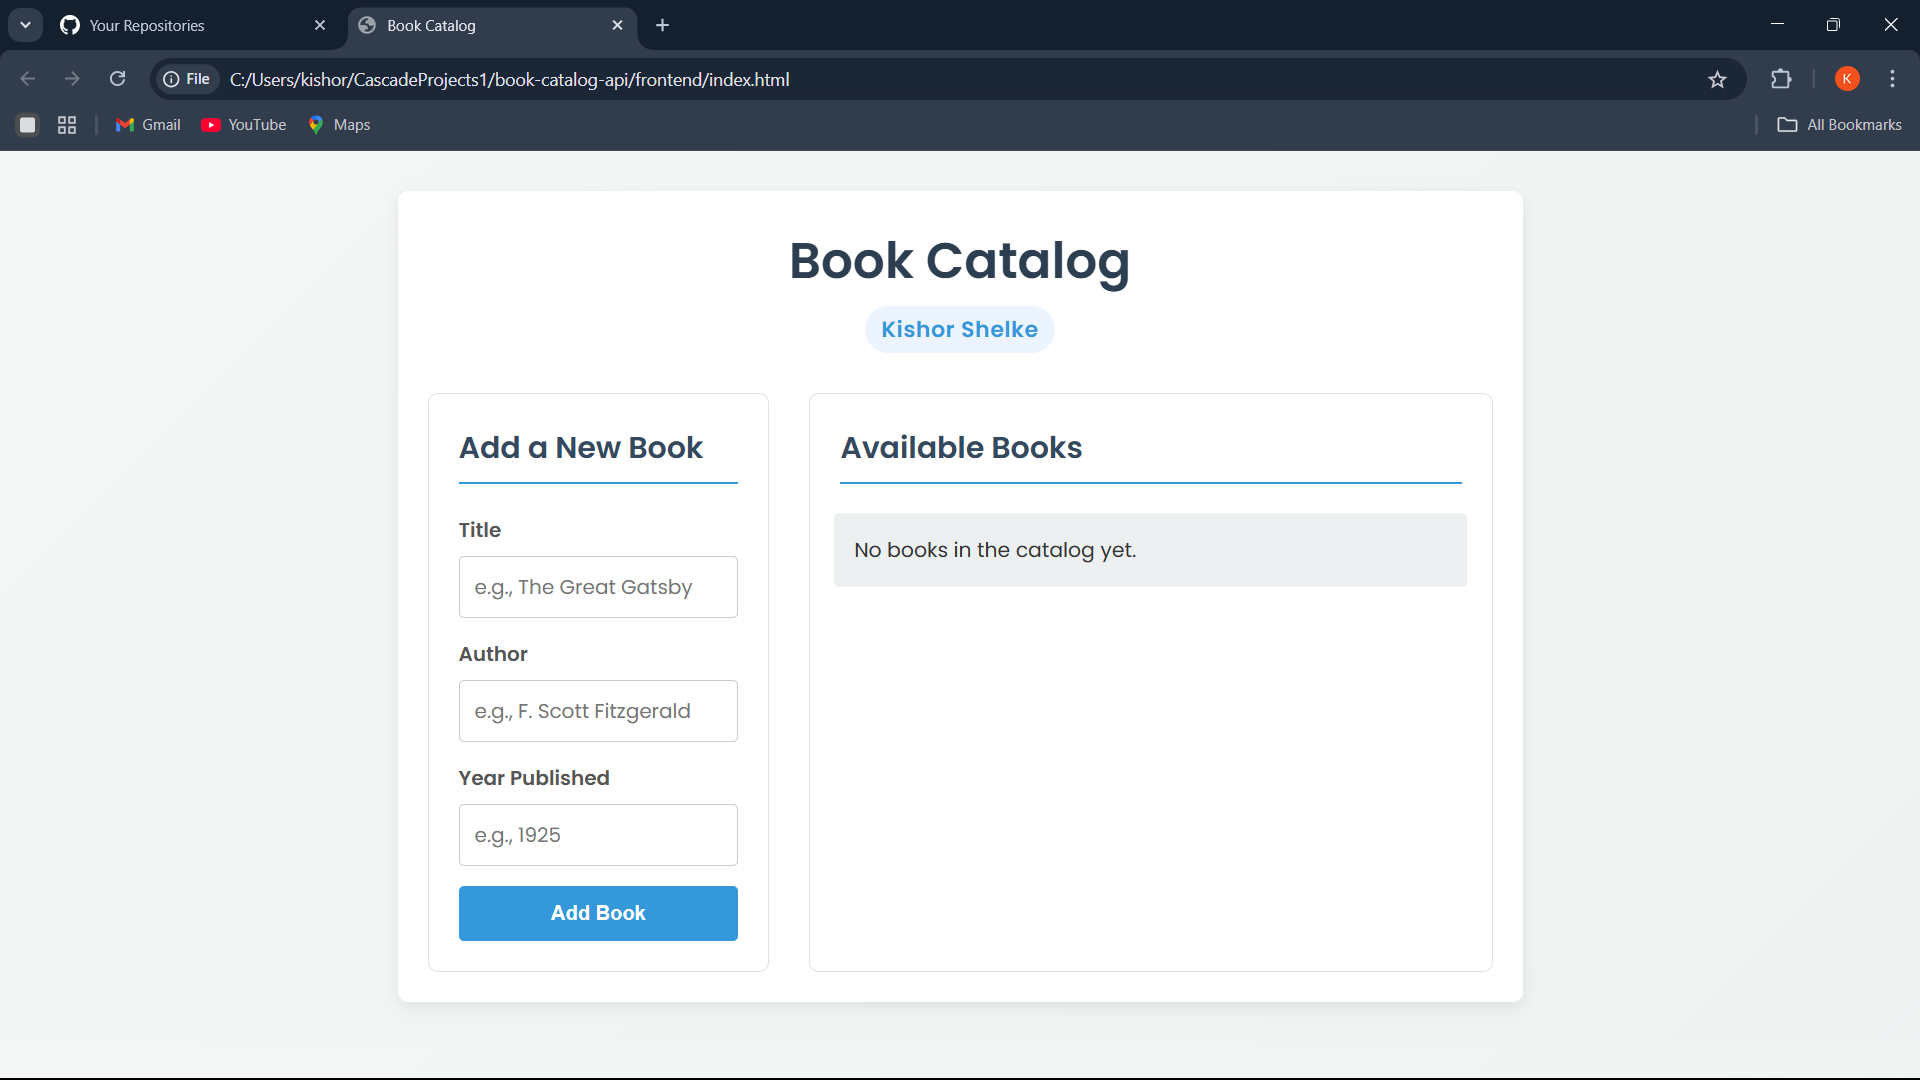 Your Repositories
Book Catalog
File
C:/Users/kishor/CascadeProjects1/book-catalog-api/frontend/index.html
K
Gmail
YouTube
Maps
All Bookmarks
Book Catalog
Kishor Shelke
Add a New Book
Title
e.g., The Great Gatsby
Author
e.g., F. Scott Fitzgerald
Year Published
e.g., 1925
Add Book
Available Books
No books in the catalog yet.